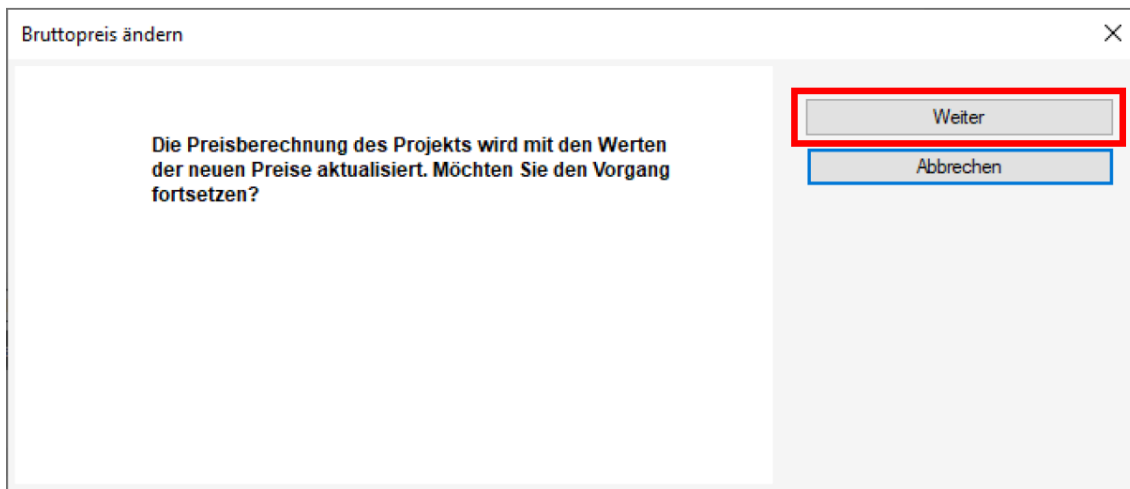 Bruttopreis ändern
Die Preisberechnung des Projekts wird mit den Werten
der neuen Preise aktualisiert. Möchten Sie den Vorgang
fortsetzen?
Weiter
Abbrechen